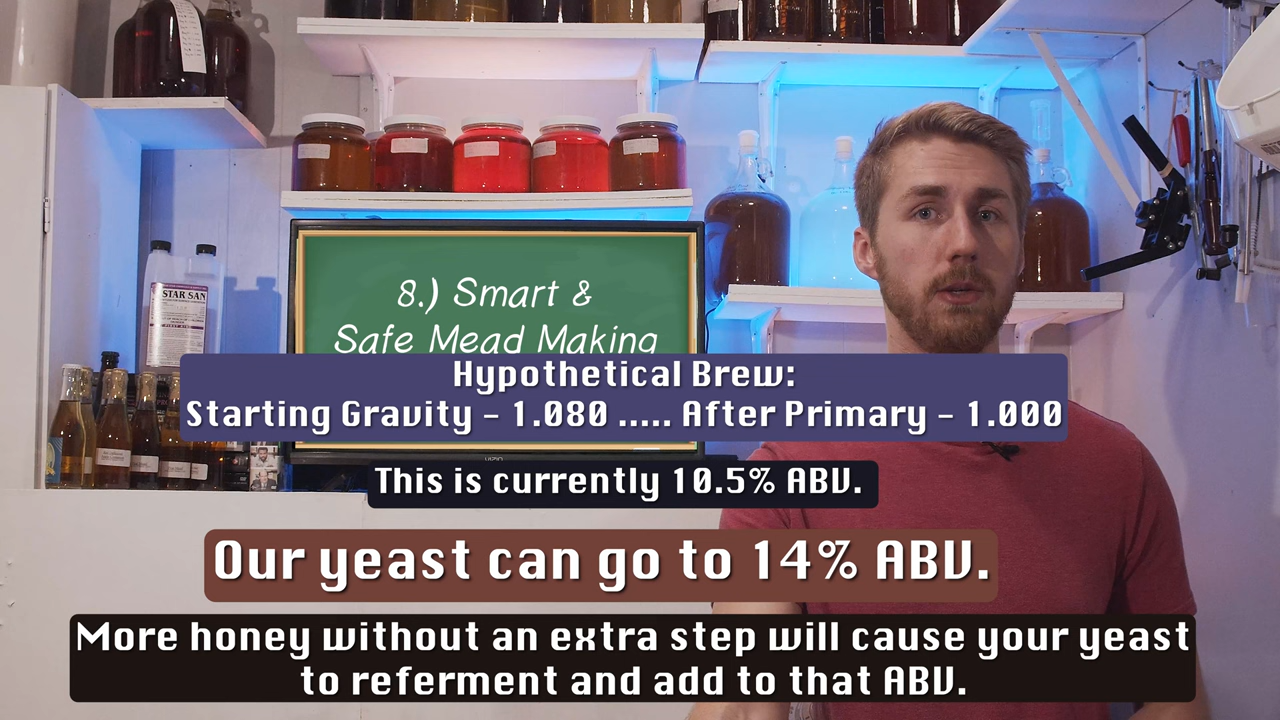 STAR SAN
8.) Smart &
Safe Mead Making
Hypothetical Brew:
Starting Gravity - 1.080 ..... After Primary - 1.000
This is currently 10.5% ABV.
Our yeast can go to 14% ABV.
More honey without an extra step will cause your yeast
to referment and add to that ABV.